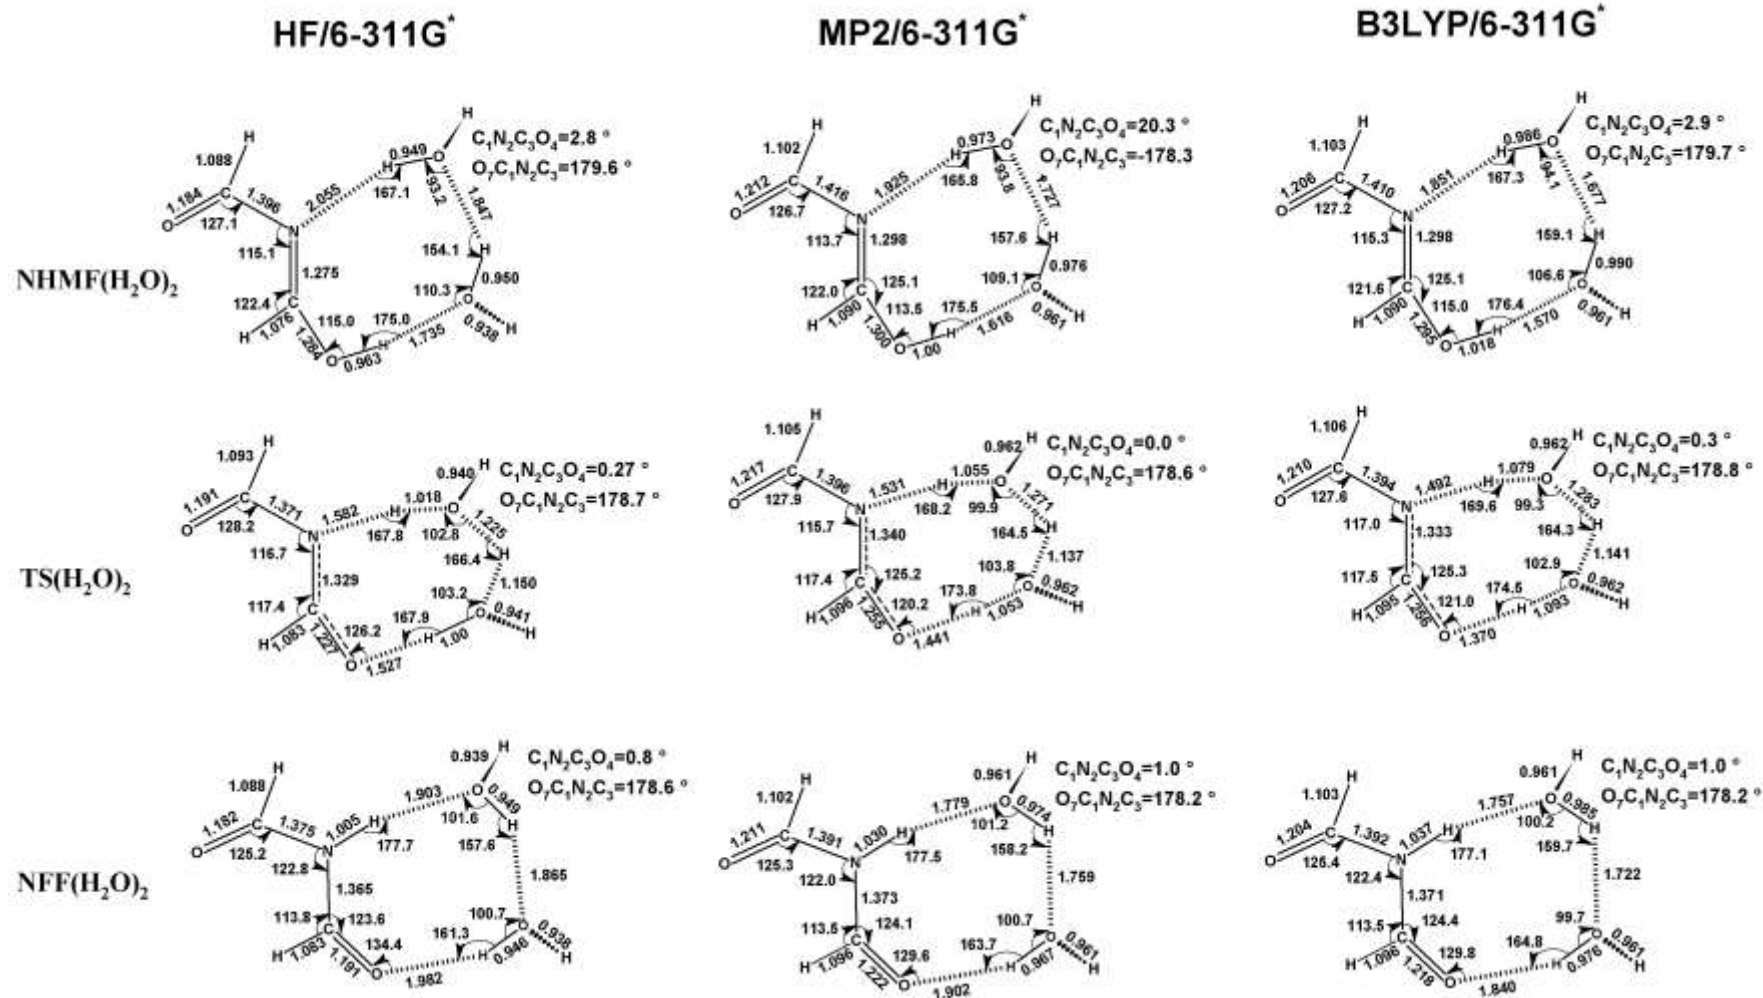 HF/6-311G*
MP2/6-311G*
B3LYP/6-311G*
NHMF(H₂O)₂
H
1.088
1.184
C
1.396
O
127.1
N
2.055
H
0.949
O
H
167.1
93.2
1.847
C₁N₂C₃O₄=2.8 °
O₇C₁N₂C₃=179.6 °
115.1
1.275
154.1
H
0.950
122.4
C
110.3
O
H
1.076
115.0
175.0
0.938
H
1.264
O
0.963
H
1.735
H
1.102
1.212
C
1.416
O
126.7
N
1.925
H
0.973
O
H
165.8
93.8
1.727
C₁N₂C₃O₄=20.3 °
O₇C₁N₂C₃=-178.3
113.7
1.298
157.6
H
0.976
122.0
C
125.1
109.1
O
H
1.090
113.5
175.5
0.961
H
1.300
O
1.00
H
1.616
H
1.103
1.206
C
1.410
O
127.2
N
1.851
H
0.986
O
H
167.3
94.1
1.677
C₁N₂C₃O₄=2.9 °
O₇C₁N₂C₃=179.7 °
115.3
1.298
159.1
H
0.990
121.6
C
125.1
106.6
O
H
1.090
115.0
176.4
0.961
H
1.295
O
1.018
H
1.570
TS(H₂O)₂
H
1.093
1.191
C
1.371
O
128.2
N
1.582
H
1.018
O
0.940
H
167.8
102.8
1.225
C₁N₂C₃O₄=0.27 °
O₇C₁N₂C₃=178.7 °
116.7
1.329
166.4
H
1.150
117.4
C
103.2
O
0.941
H
H
1.083
126.2
167.9
1.227
O
1.527
H
1.00
H
1.105
1.217
C
1.396
O
127.9
N
1.531
H
1.055
O
0.962
H
168.2
99.9
1.271
C₁N₂C₃O₄=0.0 °
O₇C₁N₂C₃=178.6 °
115.7
1.340
164.5
H
1.137
117.4
C
125.2
103.8
O
0.962
H
H
1.096
120.2
173.8
1.255
O
1.441
H
1.053
H
1.106
1.210
C
1.394
O
127.6
N
1.492
H
1.079
O
0.962
H
169.6
99.3
1.283
C₁N₂C₃O₄=0.3 °
O₇C₁N₂C₃=178.8 °
117.0
1.333
164.3
H
1.141
117.5
C
125.3
102.9
O
0.962
H
H
1.095
121.0
174.5
1.256
O
1.370
H
1.093
NFF(H₂O)₂
H
1.088
1.182
C
1.375
O
125.2
N
1.005
H
1.903
O
0.939
H
177.7
101.6
0.949
H
157.6
C₁N₂C₃O₄=0.8 °
O₇C₁N₂C₃=178.6 °
122.8
1.365
1.865
113.8
C
123.6
100.7
O
0.938
H
H
1.083
134.4
161.3
1.191
O
1.982
H
0.946
H
1.102
1.211
C
1.391
O
125.3
N
1.030
H
1.779
O
0.961
H
177.5
101.2
0.974
H
158.2
C₁N₂C₃O₄=1.0 °
O₇C₁N₂C₃=178.2 °
122.0
1.373
1.759
113.5
C
124.1
100.7
O
0.961
H
H
1.096
129.6
163.7
1.222
O
1.902
H
0.967
H
1.103
1.204
C
1.392
O
125.4
N
1.037
H
1.757
O
0.961
H
177.1
100.2
0.985
H
159.7
C₁N₂C₃O₄=1.0 °
O₇C₁N₂C₃=178.2 °
122.4
1.371
1.722
113.5
C
124.4
99.7
O
0.961
H
H
1.096
129.8
164.8
1.218
O
1.840
H
0.976